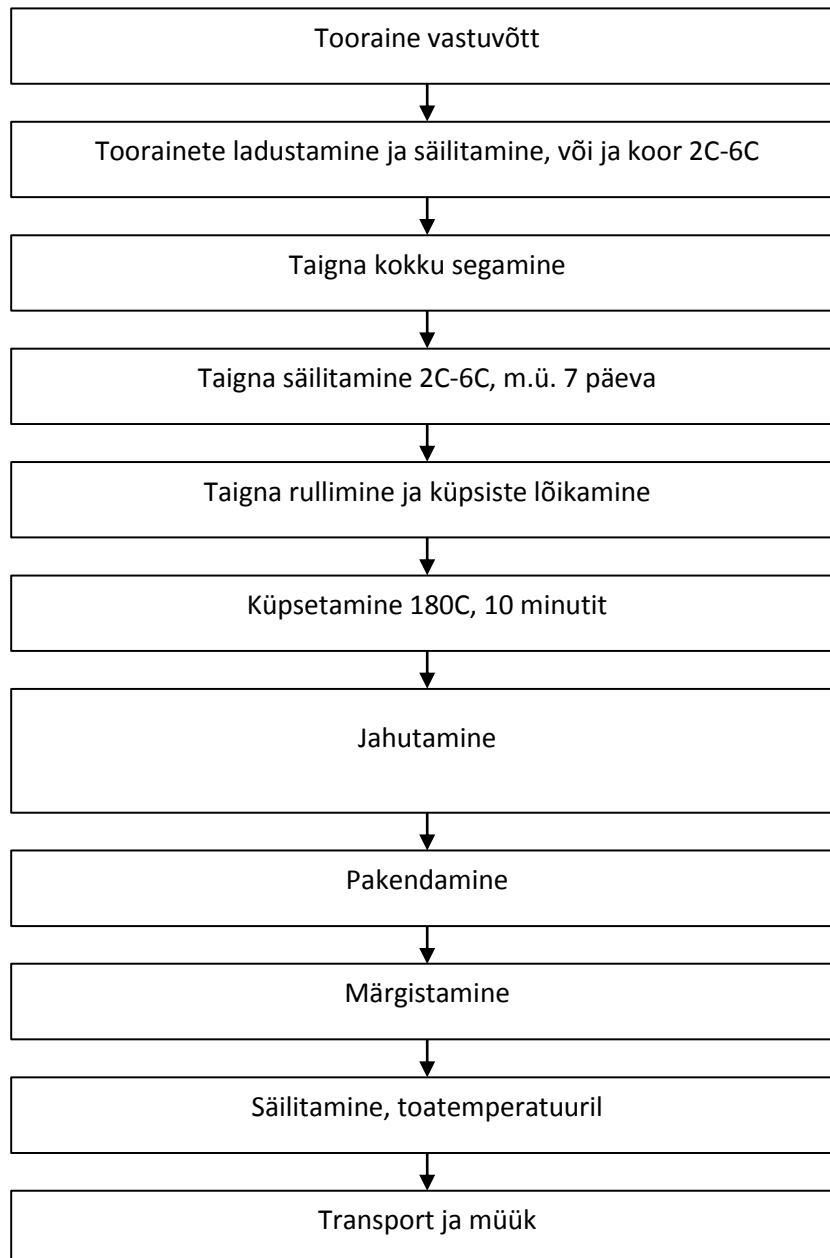 Tooraine vastuvõtt
Toorainete ladustamine ja säilitamine, või ja koor 2C-6C
Taigna kokku segamine
Taigna säilitamine 2C-6C, m.ü. 7 päeva
Taigna rullimine ja küpsiste lõikamine
Küpsetamine 180C, 10 minutit
Jahutamine
Pakendamine
Märgistamine
Säilitamine, toatemperatuuril
Transport ja müük